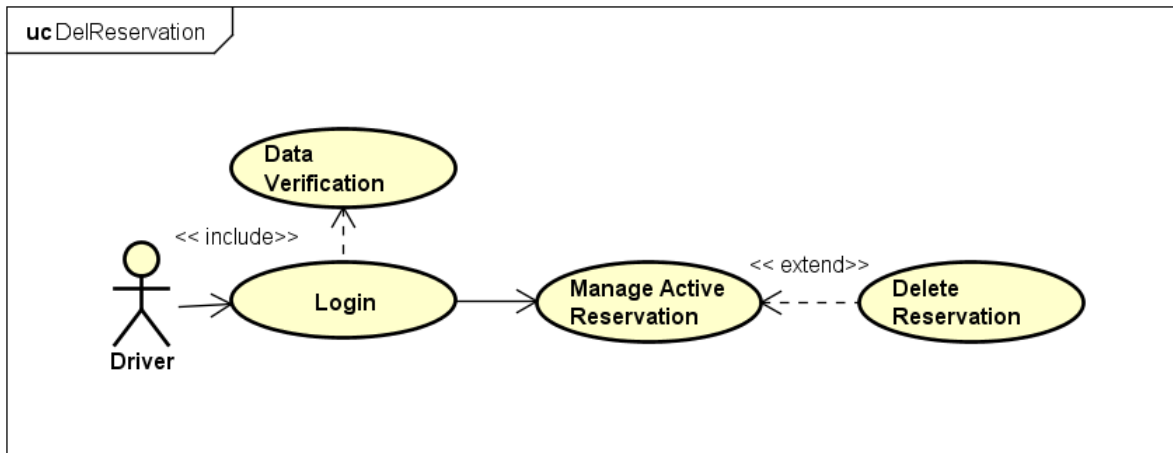 uc DelReservation
Data
Verification
<< include>>
Login
Manage Active
Reservation
<< extend>>
Delete
Reservation
Driver